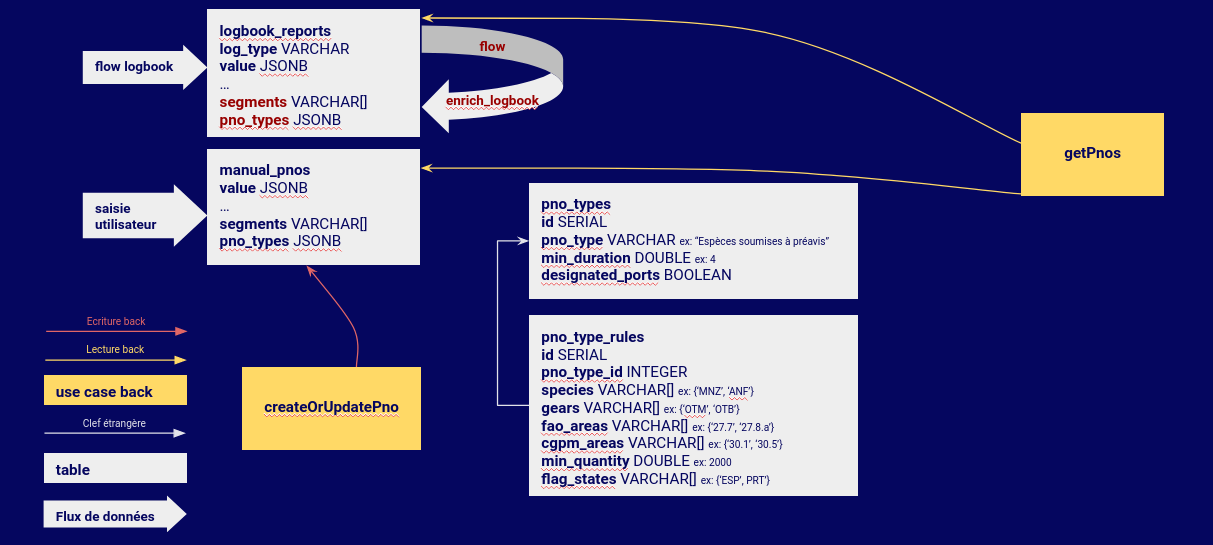 logbook_reports
log_type VARCHAR
value JSONB
...
segments VARCHAR[]
pno_types JSONB
flow logbook
flow
enrich_logbook
getPnos
manual_pnos
value JSONB
...
segments VARCHAR[]
pno_types JSONB
saisie
utilisateur
pno_types
id SERIAL
pno_type VARCHAR ex: “Espèces soumises à préavis”
min_duration DOUBLE ex: 4
designated_ports BOOLEAN
pno_type_rules
id SERIAL
pno_type_id INTEGER
species VARCHAR[] ex: {‘MNZ’, ‘ANF’}
gears VARCHAR[] ex: {‘OTM’, ‘OTB’}
fao_areas VARCHAR[] ex: {‘27.7’, ‘27.8.a’}
cgpm_areas VARCHAR[] ex: {‘30.1’, ‘30.5’}
min_quantity DOUBLE ex: 2000
flag_states VARCHAR[] ex: {‘ESP’, PRT’}
createOrUpdatePno
Ecriture back
Lecture back
use case back
Clef étrangère
table
Flux de données